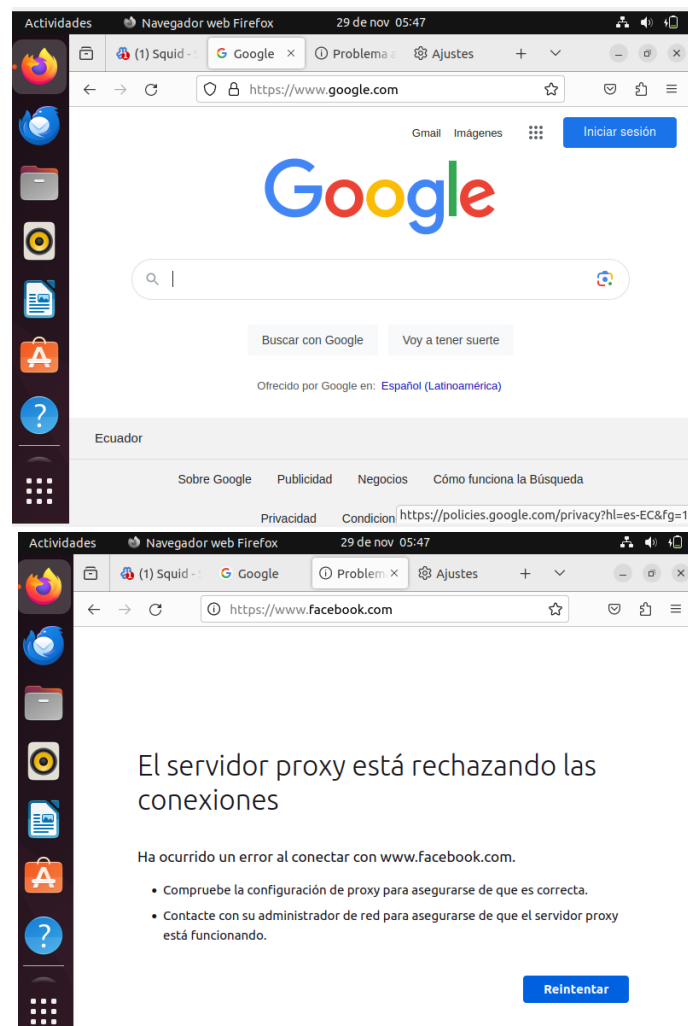 Actividades Navegador web Firefox 29 de nov 05:47
(1) Squid - Google Problema a Ajustes
https://www.google.com
Gmail Imágenes Iniciar sesión
Google
Buscar con Google Voy a tener suerte
Ofrecido por Google en: Español (Latinoamérica)
Ecuador
Sobre Google Publicidad Negocios Cómo funciona la Búsqueda
Privacidad Condicion https://policies.google.com/privacy?hl=es-EC&fg=1
Actividades Navegador web Firefox 29 de nov 05:47
(1) Squid - Google Problem Ajustes
https://www.facebook.com
El servidor proxy está rechazando las
conexiones
Ha ocurrido un error al conectar con www.facebook.com.
• Compruebe la configuración de proxy para asegurarse de que es correcta.
• Contacte con su administrador de red para asegurarse de que el servidor proxy
está funcionando.
Reintentar